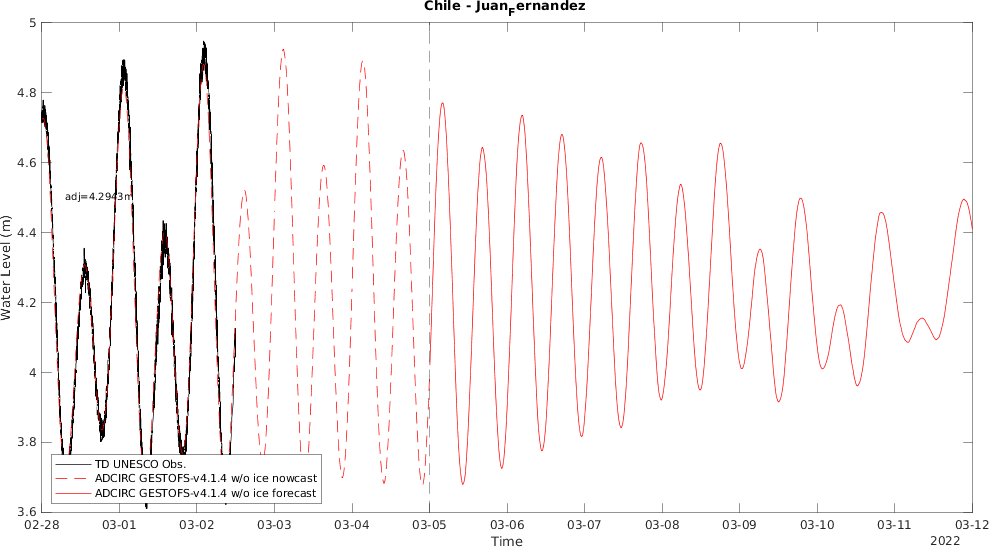 Chile - Juan_Fernandez
5
4.8
4.6
4.4
4.2
4
3.8
3.6
Water Level (m)
adj=4.2943m
TD UNESCO Obs.
ADCIRC GESTOFS-v4.1.4 w/o ice nowcast
ADCIRC GESTOFS-v4.1.4 w/o ice forecast
02-28 03-01 03-02 03-03 03-04 03-05 03-06 03-07 03-08 03-09 03-10 03-11 03-12
Time
2022